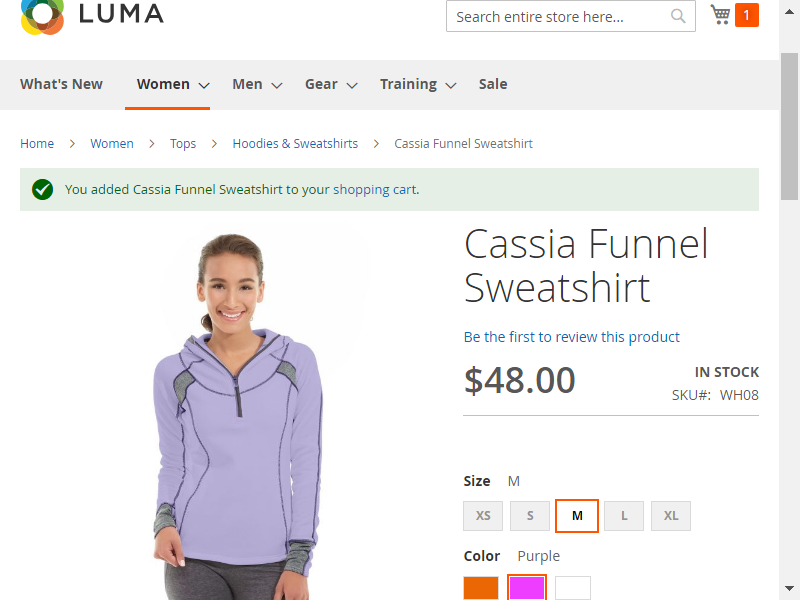 LUMA
Search entire store here...
1
What's New
Women
Men
Gear
Training
Sale
Home > Women > Tops > Hoodies & Sweatshirts > Cassia Funnel Sweatshirt
You added Cassia Funnel Sweatshirt to your shopping cart.
Cassia Funnel
Sweatshirt
Be the first to review this product
$48.00
IN STOCK
SKU#: WH08
Size M
XS S M L XL
Color Purple